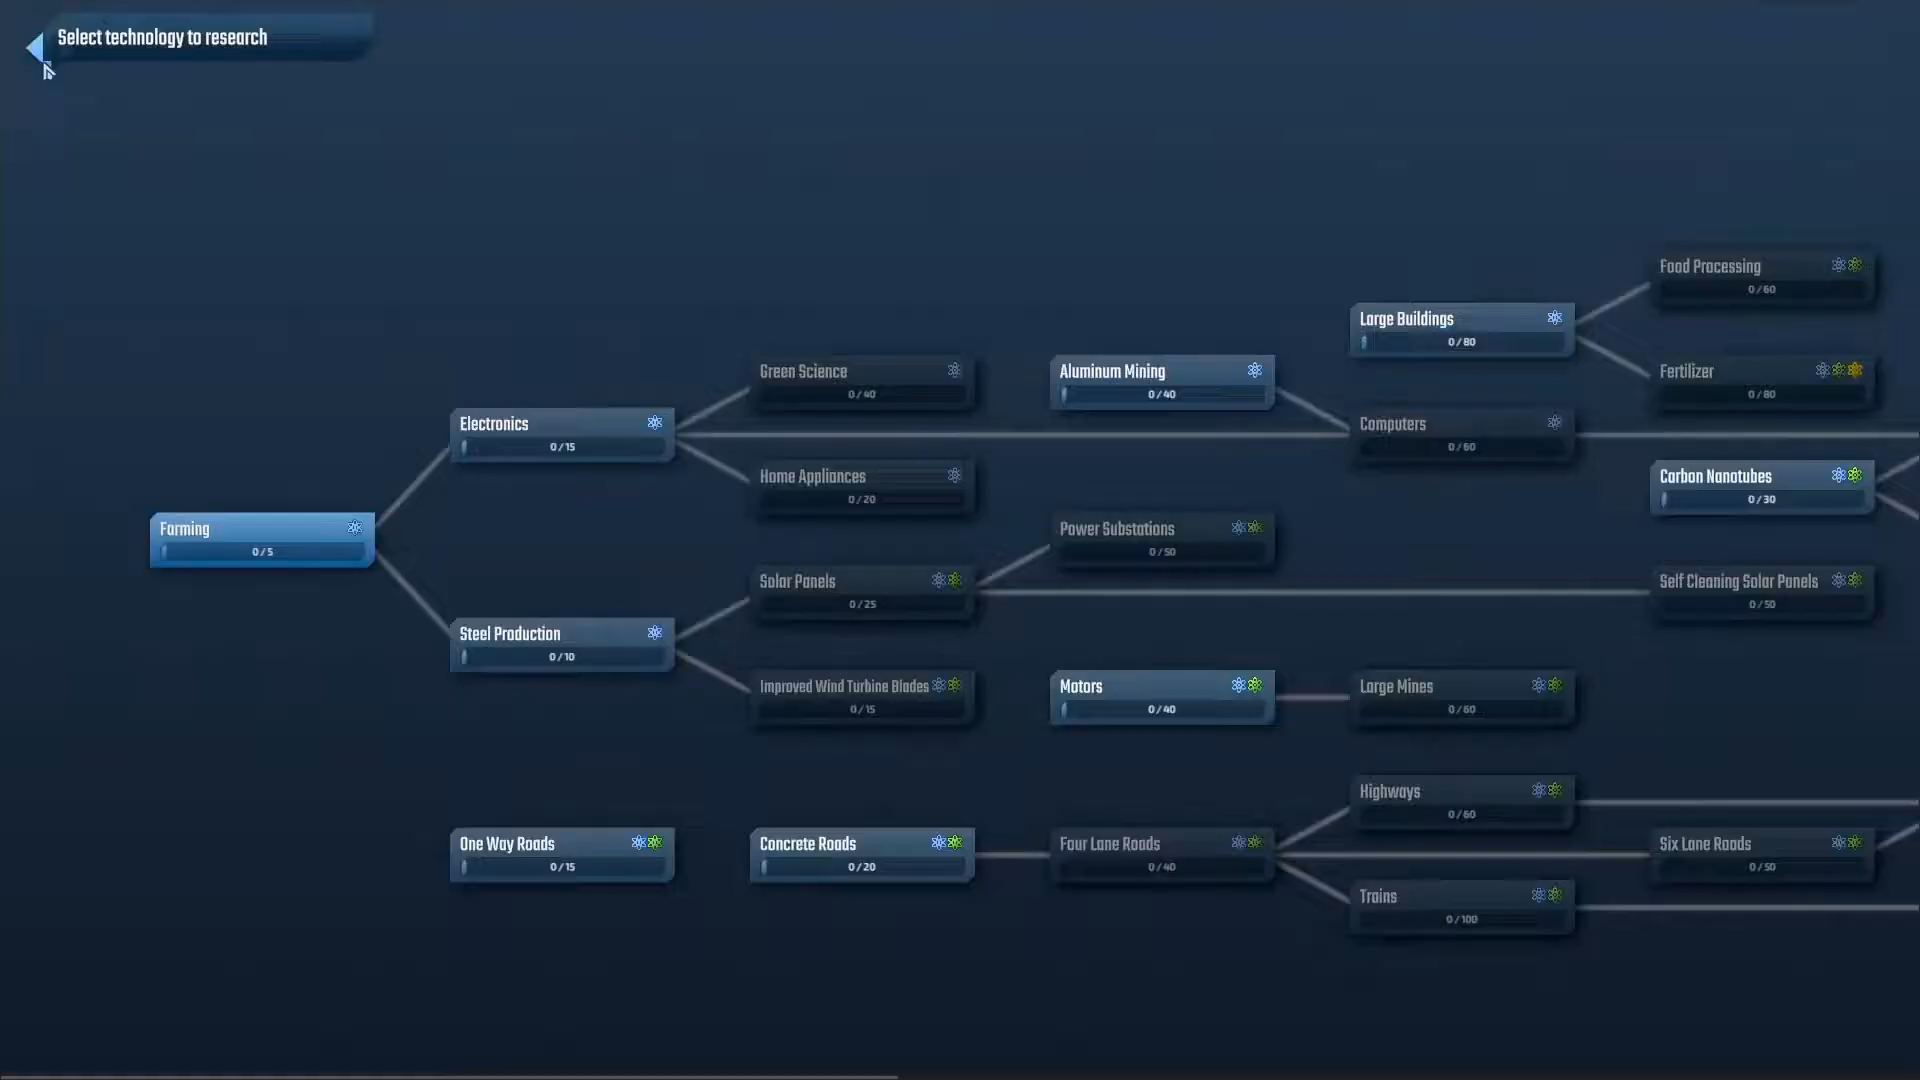 Select technology to research
Food Processing
0/60
Large Buildings
0/80
Green Science
0/40
Aluminum Mining
0/40
Fertilizer
0/80
Electronics
0/15
Computers
0/60
Home Appliances
0/20
Carbon Nanotubes
0/30
Farming
0/5
Power Substations
0/50
Solar Panels
0/25
Self Cleaning Solar Panels
0/50
Steel Production
0/10
Improved Wind Turbine Blades
0/15
Motors
0/40
Large Mines
0/60
Highways
0/60
One Way Roads
0/15
Concrete Roads
0/20
Four Lane Roads
0/40
Six Lane Roads
0/50
Trains
0/100